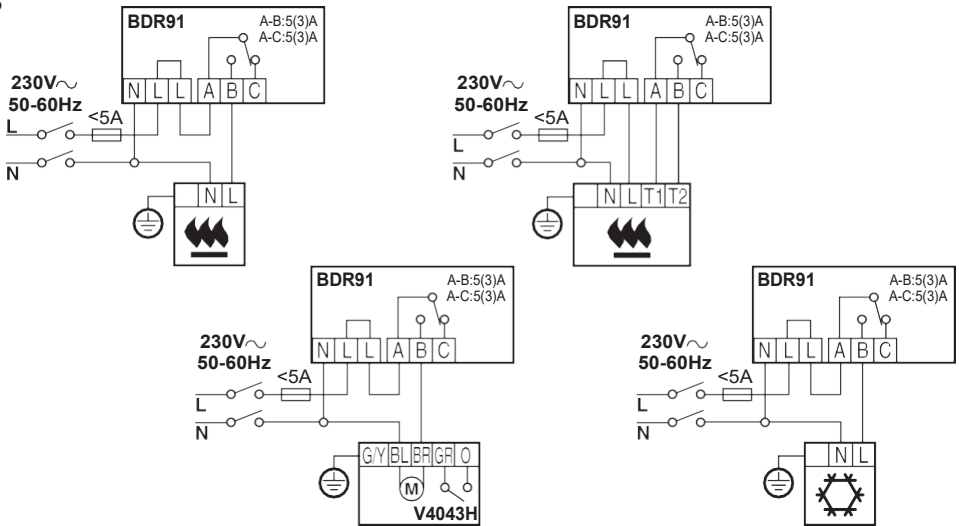 BDR91
A-B:5(3)A
A-C:5(3)A
N L L A B C
230V~
50-60Hz
<5A
L
N
N L
BDR91
A-B:5(3)A
A-C:5(3)A
N L L A B C
230V~
50-60Hz
<5A
L
N
N L T1 T2
BDR91
A-B:5(3)A
A-C:5(3)A
N L L A B C
230V~
50-60Hz
<5A
L
N
G/Y BL BR GR O
M
V4043H
BDR91
A-B:5(3)A
A-C:5(3)A
N L L A B C
230V~
50-60Hz
<5A
L
N
N L